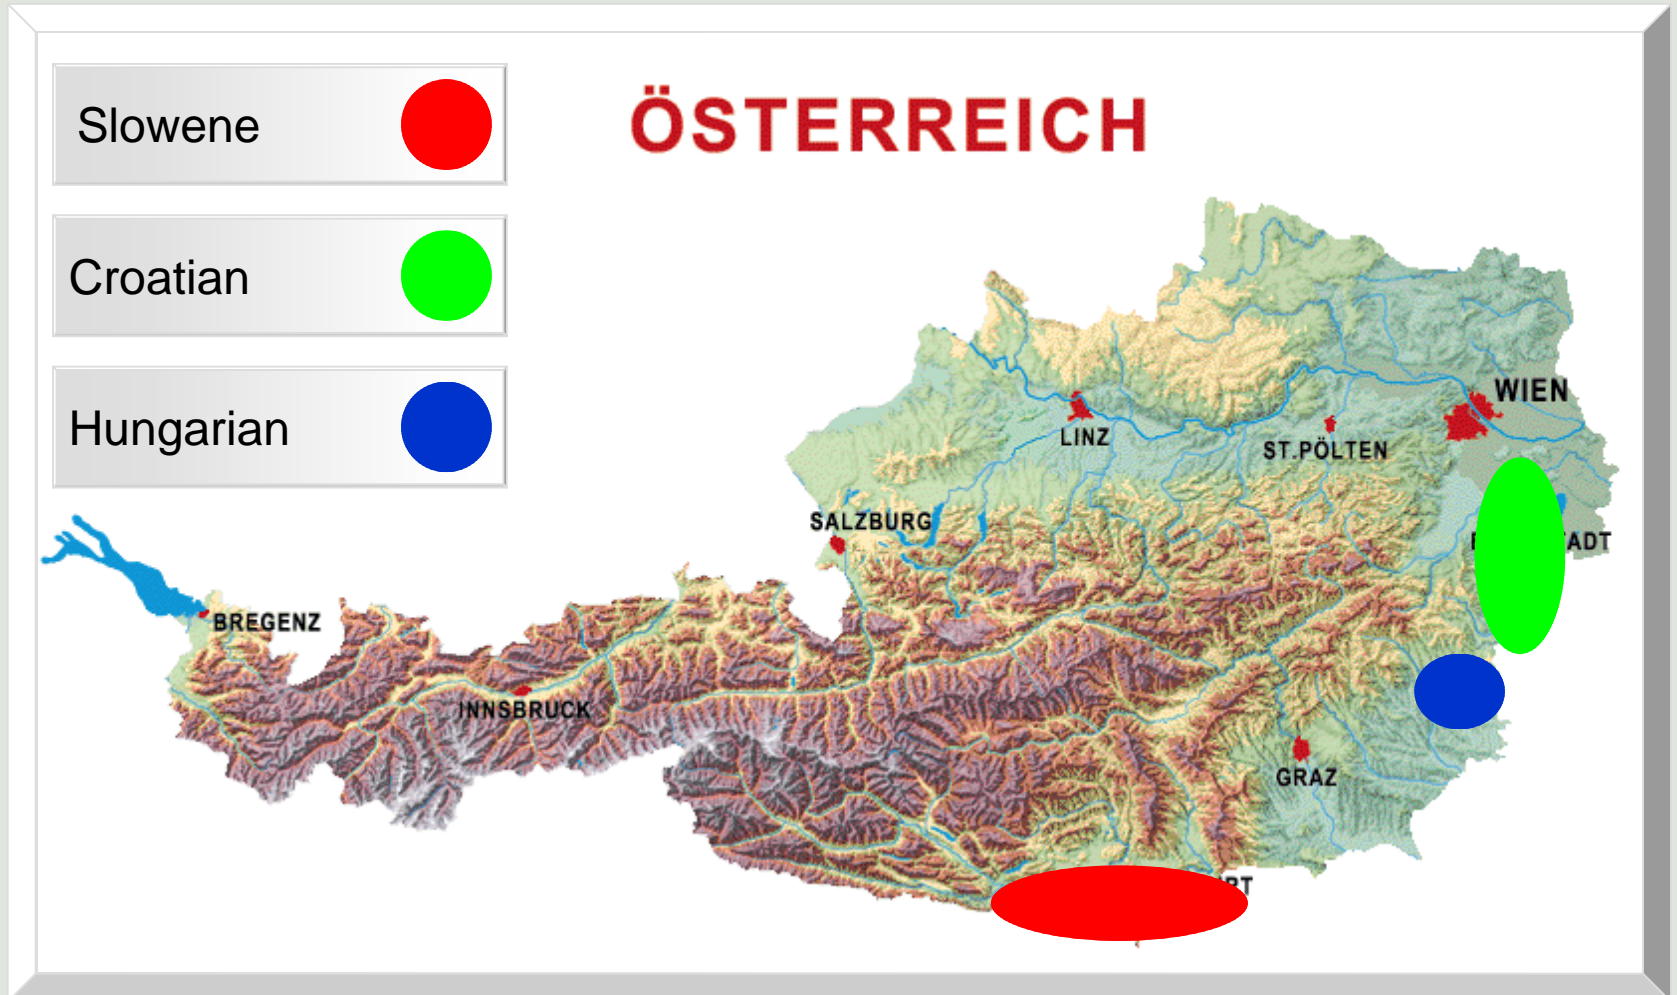 Slowene
Croatian
Hungarian
ÖSTERREICH
WIEN
LINZ
ST.PÖLTEN
SALZBURG
BREGENZ
INNSBRUCK
GRAZ